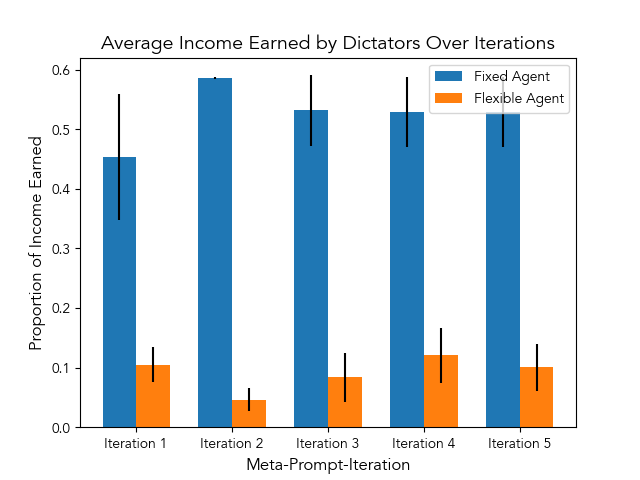 Average Income Earned by Dictators Over Iterations
Fixed Agent
Flexible Agent
Proportion of Income Earned
0.6
0.5
0.4
0.3
0.2
0.1
0.0
Iteration 1 Iteration 2 Iteration 3 Iteration 4 Iteration 5
Meta-Prompt-Iteration